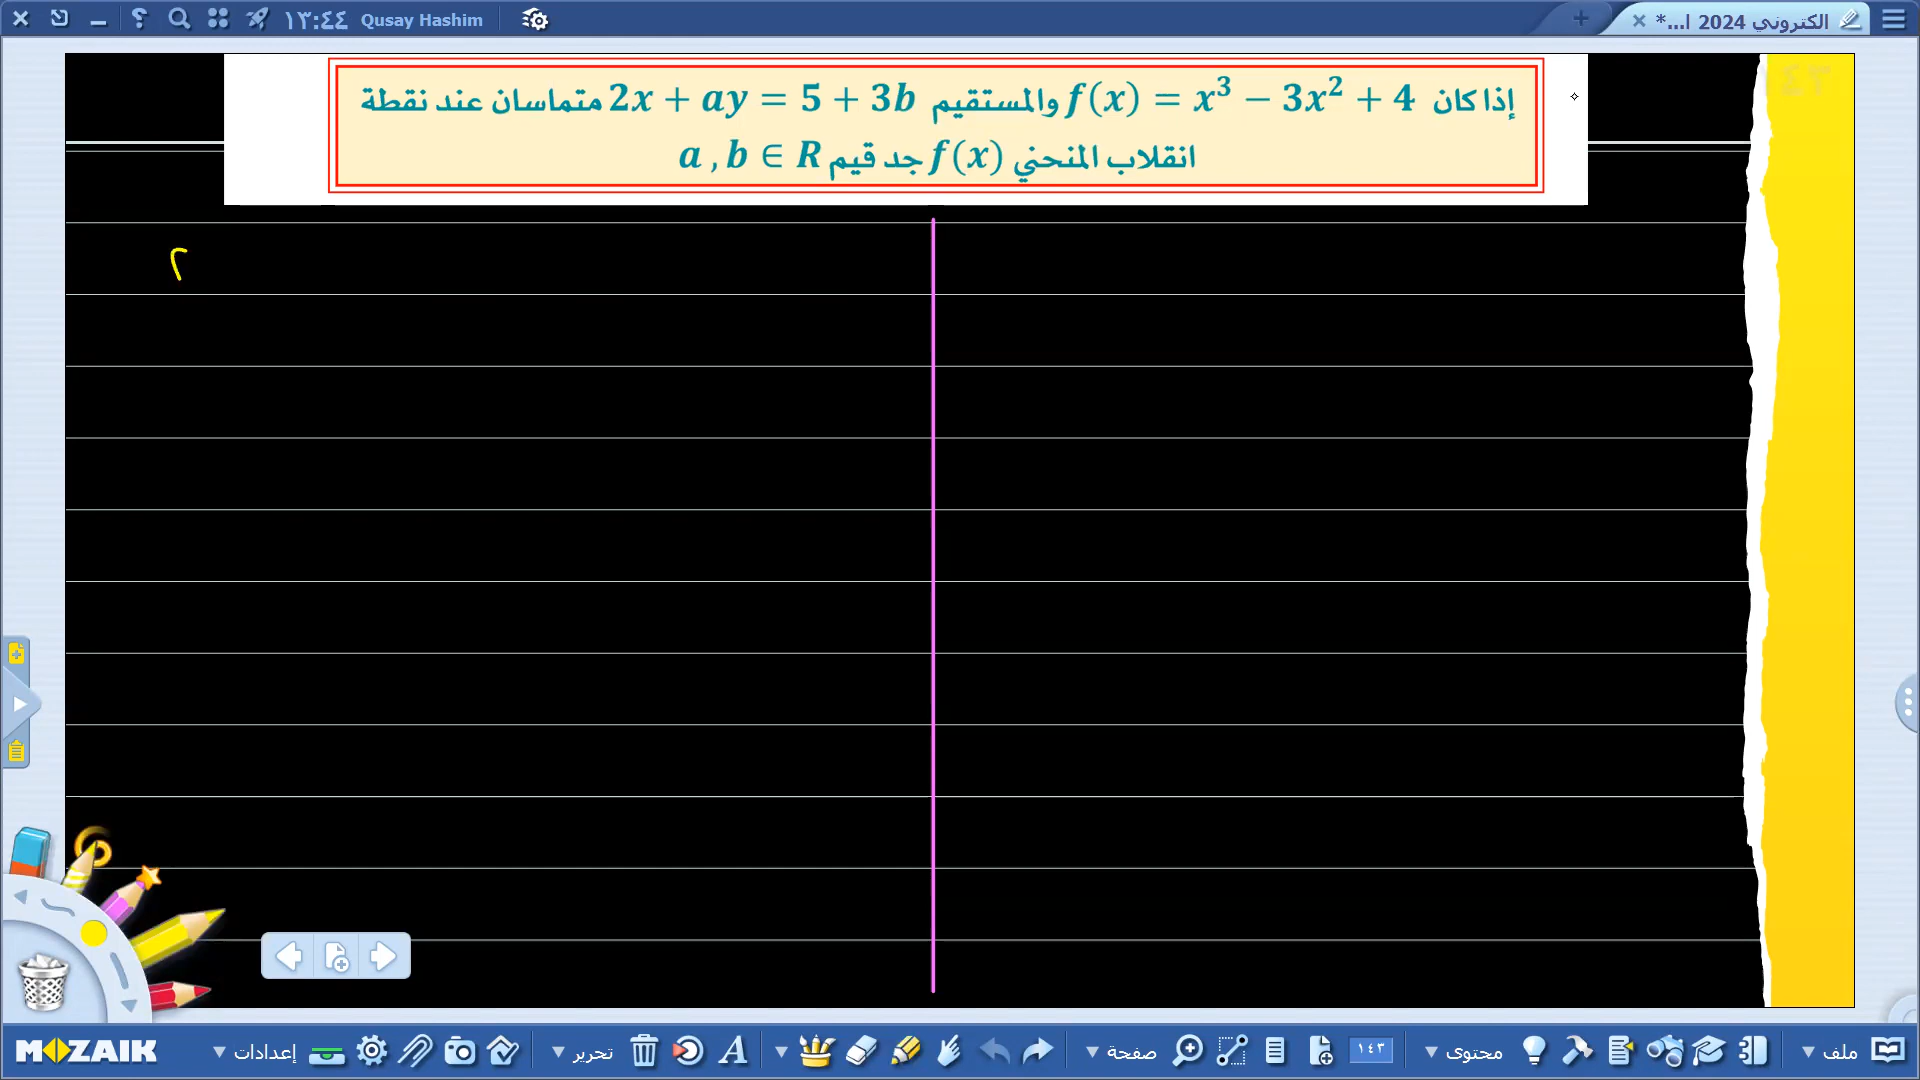 ١٣:٤٤ Qusay Hashim
الكتروني 2024 ا...*
إذا كان f(x) = x³ − 3x² + 4 والمستقيم 2x + ay = 5 + 3b متماسان عند نقطة
انقلاب المنحني f(x) جد قيم a , b ∈ R
MOZAIK
إعدادات
تحرير
صفحة
١٤٣
محتوى
ملف